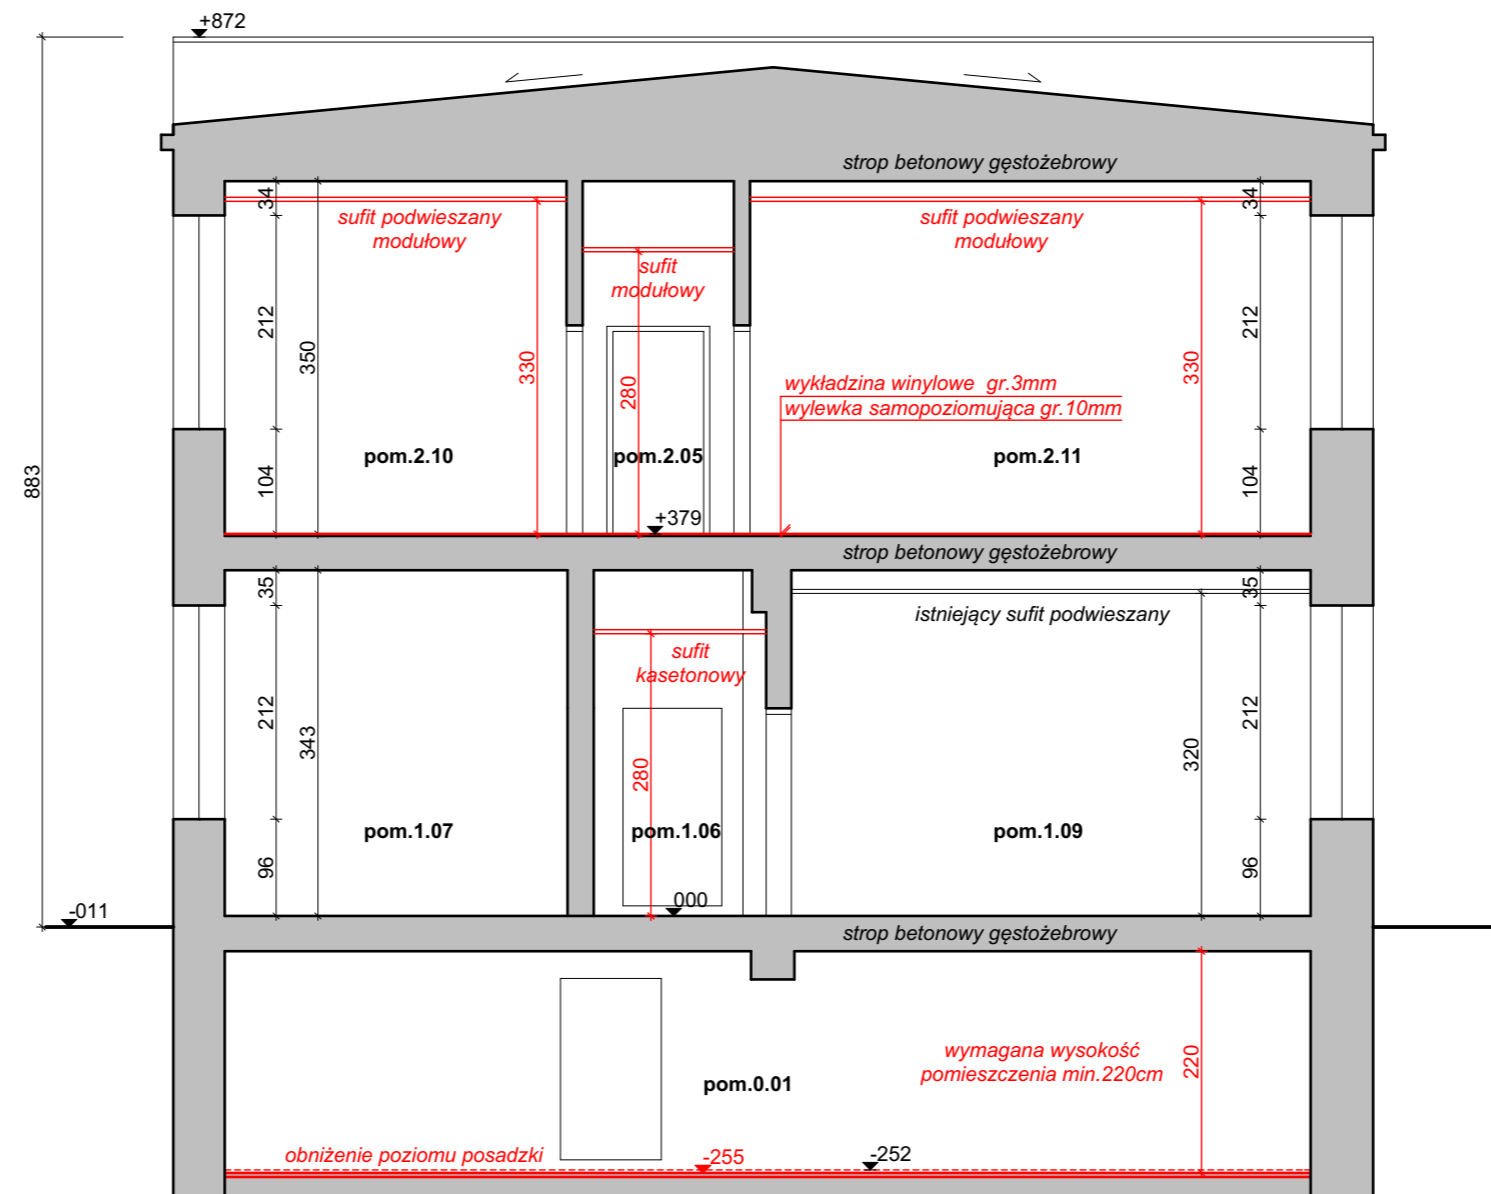 +872
strop betonowy gęstożebrowy
34
34
sufit podwieszany
modułowy
sufit podwieszany
modułowy
sufit
modułowy
212
350
330
280
330
212
wykładzina winylowe gr.3mm
wylewka samopoziomująca gr.10mm
pom.2.10
pom.2.05
pom.2.11
883
104
104
+379
strop betonowy gęstożebrowy
35
35
istniejący sufit podwieszany
sufit
kasetonowy
212
343
280
320
212
pom.1.07
pom.1.06
pom.1.09
96
96
000
-011
strop betonowy gęstożebrowy
wymagana wysokość
pomieszczenia min.220cm
220
pom.0.01
obniżenie poziomu posadzki
-255
-252